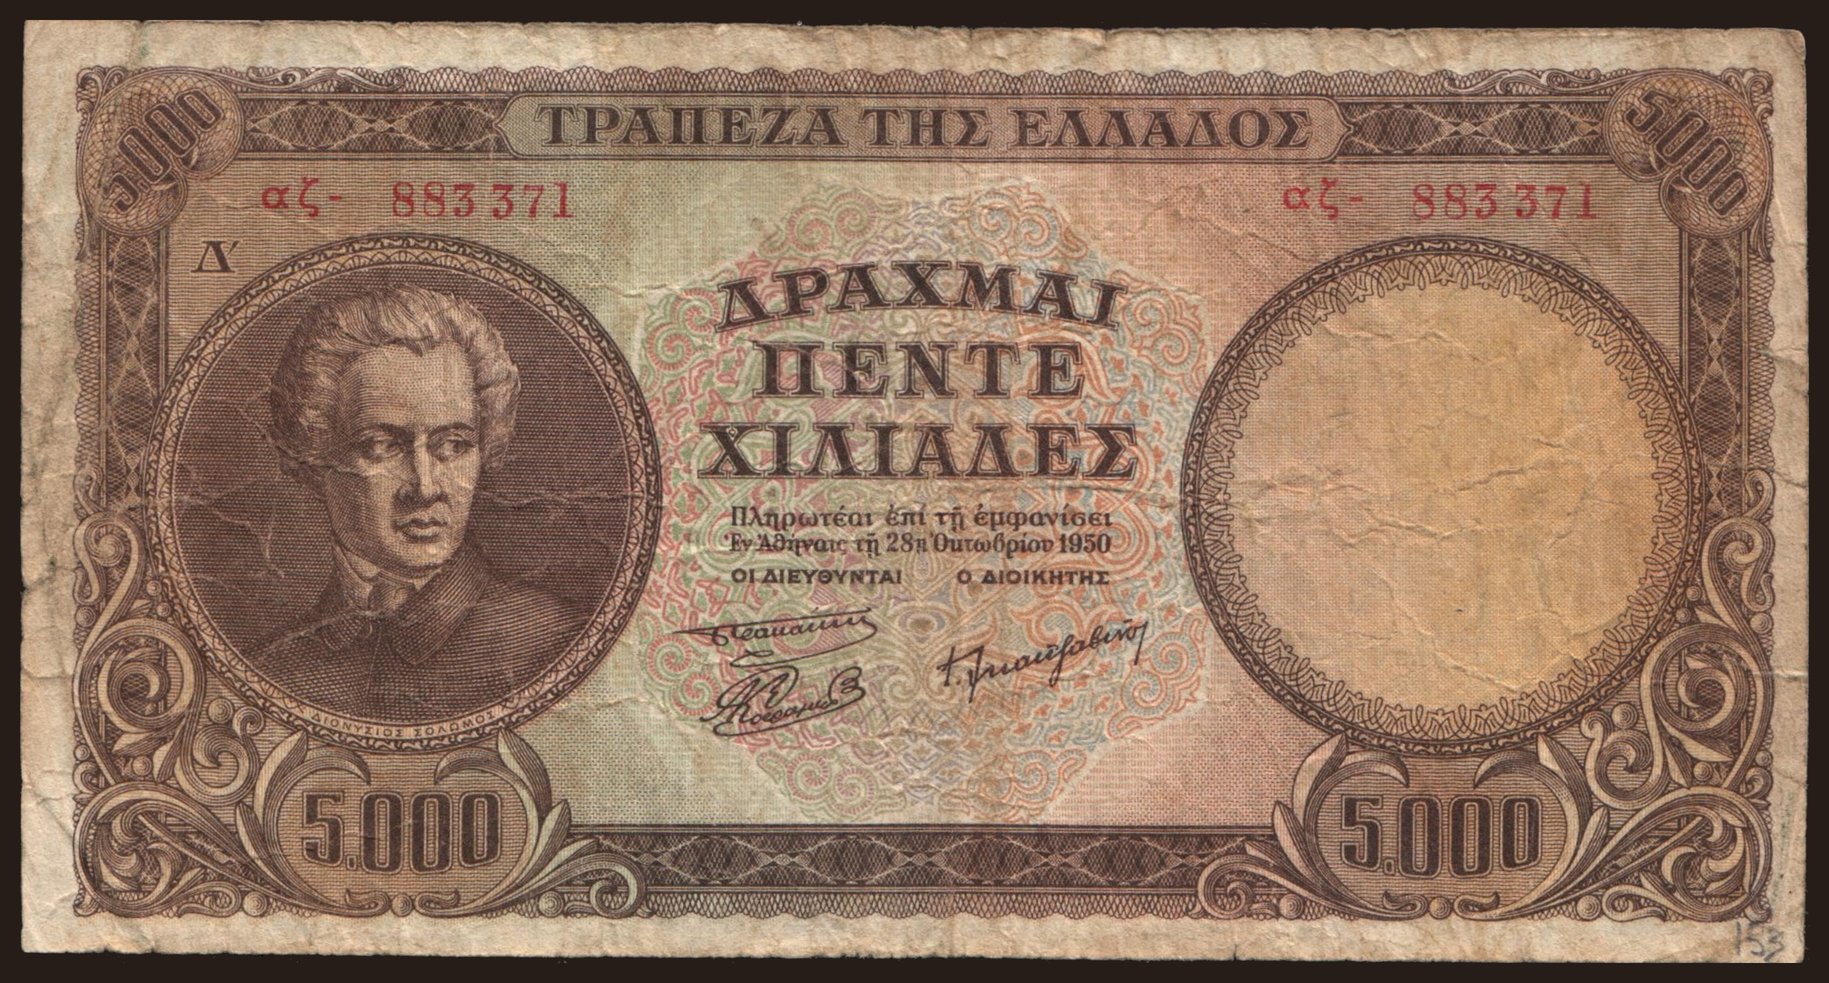 5.000
ΤΡΑΠΕΖΑ ΤΗΣ ΕΛΛΑΔΟΣ
5.000
αζ- 883371
αζ- 883371
Δ'
ΔΡΑΧΜΑΙ
ΠΕΝΤΕ
ΧΙΛΙΑΔΕΣ
Πληρωτέαι ἐπὶ τῇ ἐμφανίσει
Ἐν Ἀθήναις τῇ 28ῃ Ὀκτωβρίου 1950
ΟΙ ΔΙΕΥΘΥΝΤΑΙ Ο ΔΙΟΙΚΗΤΗΣ
ΔΙΟΝΥΣΙΟΣ ΣΟΛΩΜΟΣ
5.000
5.000
153